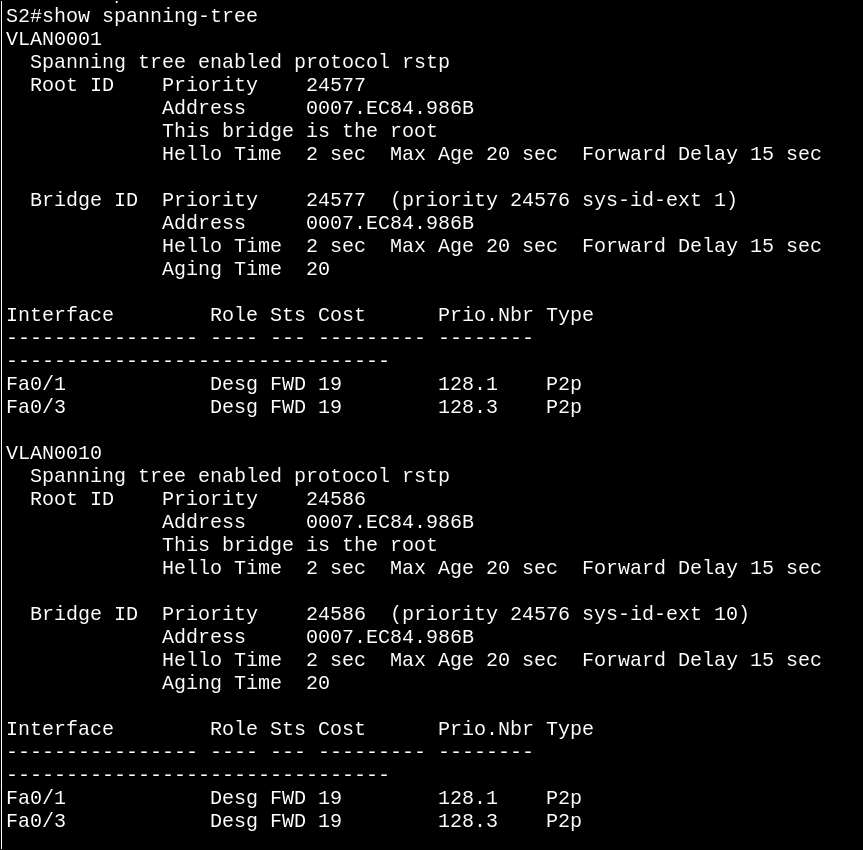 S2#show spanning-tree
VLAN0001
  Spanning tree enabled protocol rstp
  Root ID    Priority    24577
             Address     0007.EC84.986B
             This bridge is the root
             Hello Time  2 sec  Max Age 20 sec  Forward Delay 15 sec

  Bridge ID  Priority    24577  (priority 24576 sys-id-ext 1)
             Address     0007.EC84.986B
             Hello Time  2 sec  Max Age 20 sec  Forward Delay 15 sec
             Aging Time  20

Interface        Role Sts Cost      Prio.Nbr Type
---------------- ---- --- --------- --------
--------------------------------
Fa0/1            Desg FWD 19        128.1    P2p
Fa0/3            Desg FWD 19        128.3    P2p

VLAN0010
  Spanning tree enabled protocol rstp
  Root ID    Priority    24586
             Address     0007.EC84.986B
             This bridge is the root
             Hello Time  2 sec  Max Age 20 sec  Forward Delay 15 sec

  Bridge ID  Priority    24586  (priority 24576 sys-id-ext 10)
             Address     0007.EC84.986B
             Hello Time  2 sec  Max Age 20 sec  Forward Delay 15 sec
             Aging Time  20

Interface        Role Sts Cost      Prio.Nbr Type
---------------- ---- --- --------- --------
--------------------------------
Fa0/1            Desg FWD 19        128.1    P2p
Fa0/3            Desg FWD 19        128.3    P2p